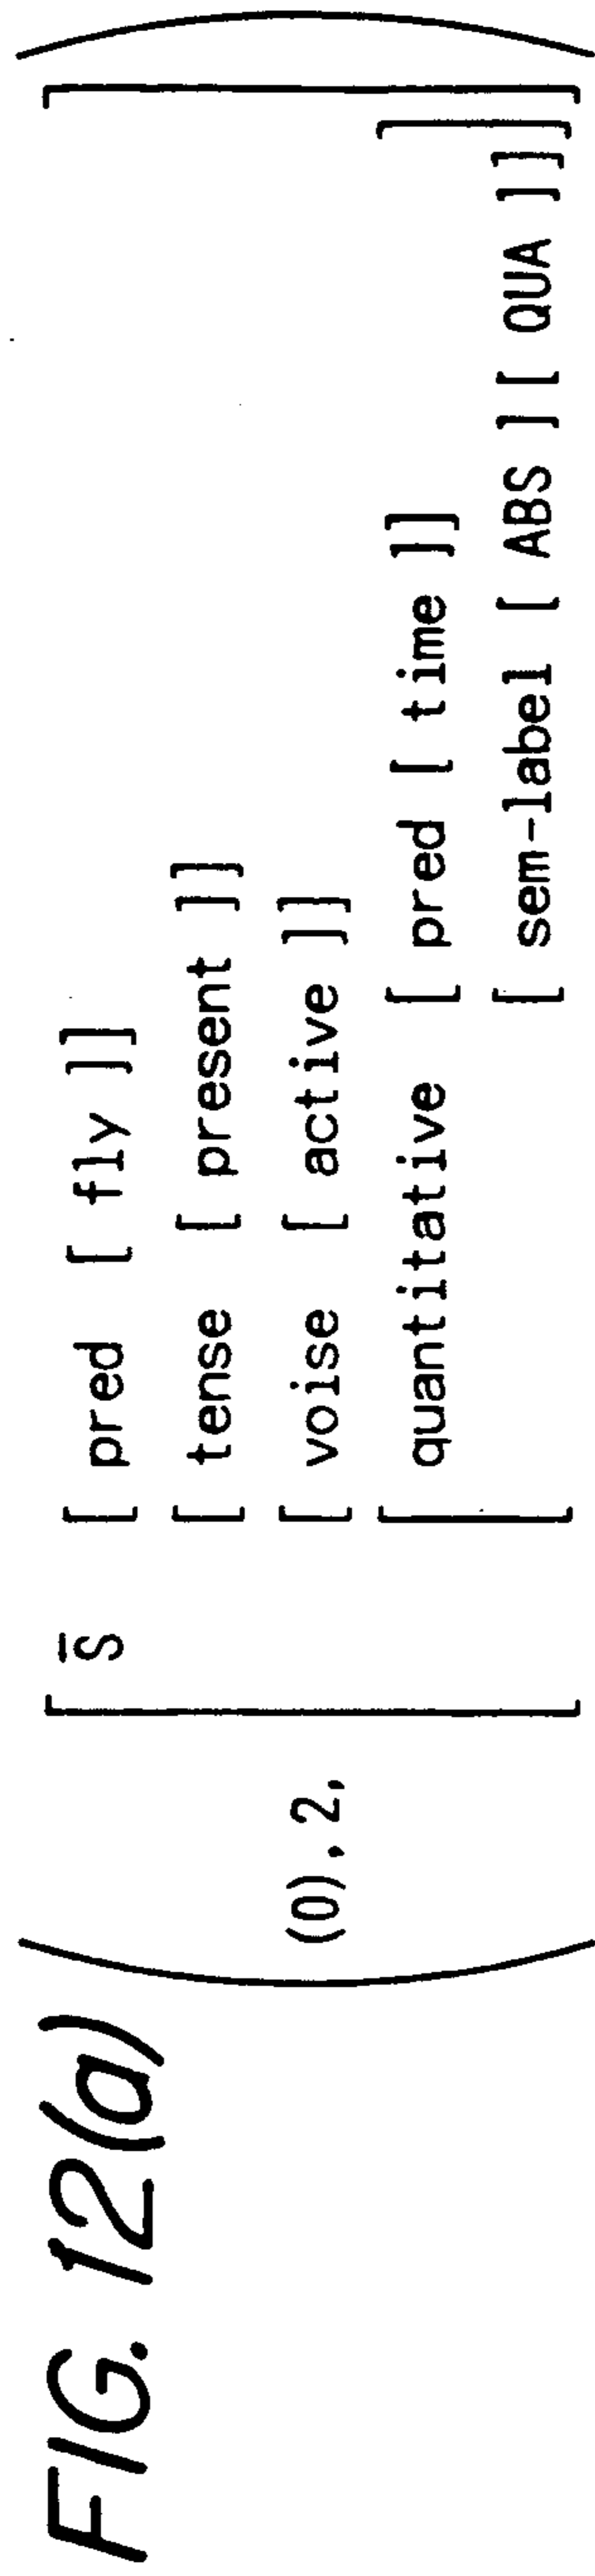 FIG. 12(a)
(0), 2,
S̄ [ pred [ fly ]]
[ tense [ present ]]
[ voise [ active ]]
[ quantitative [ pred [ time ]]
[ sem-label [ ABS ] [ QUA ]]]